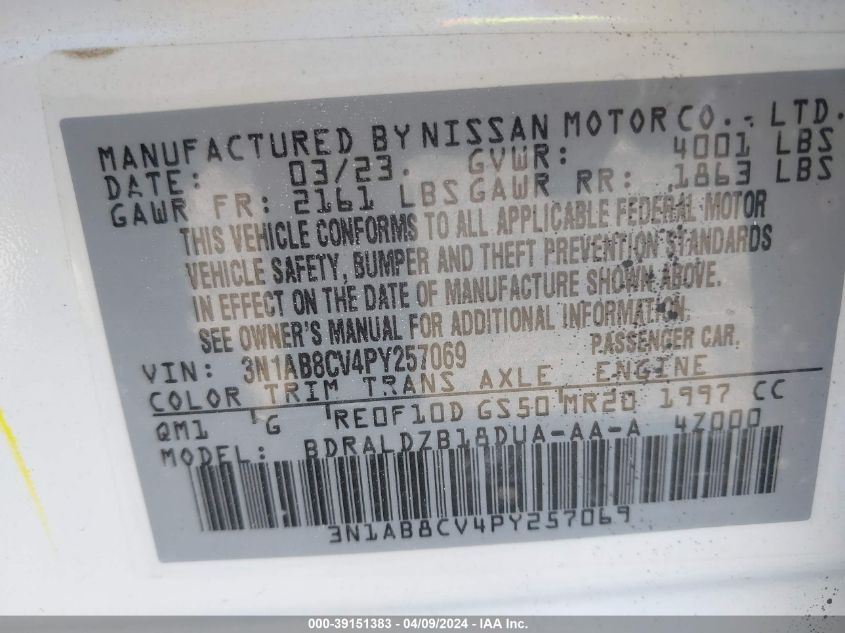 MANUFACTURED BY NISSAN MOTOR CO., LTD.
DATE: 03/23. GVWR: 4001 LBS
GAWR FR: 2161 LBS GAWR RR: 1863 LBS
THIS VEHICLE CONFORMS TO ALL APPLICABLE FEDERAL MOTOR
VEHICLE SAFETY, BUMPER AND THEFT PREVENTION STANDARDS
IN EFFECT ON THE DATE OF MANUFACTURE SHOWN ABOVE.
SEE OWNER'S MANUAL FOR ADDITIONAL INFORMATION.
VIN: 3N1AB8CV4PY257069 PASSENGER CAR.
COLOR TRIM TRANS AXLE ENGINE
QM1 G RE0F10D GS50 MR20 1997 CC
MODEL: BDRALDZB18DUA-AA-A 4Z000
3N1AB8CV4PY257069
000-39151383 - 04/09/2024 - IAA Inc.